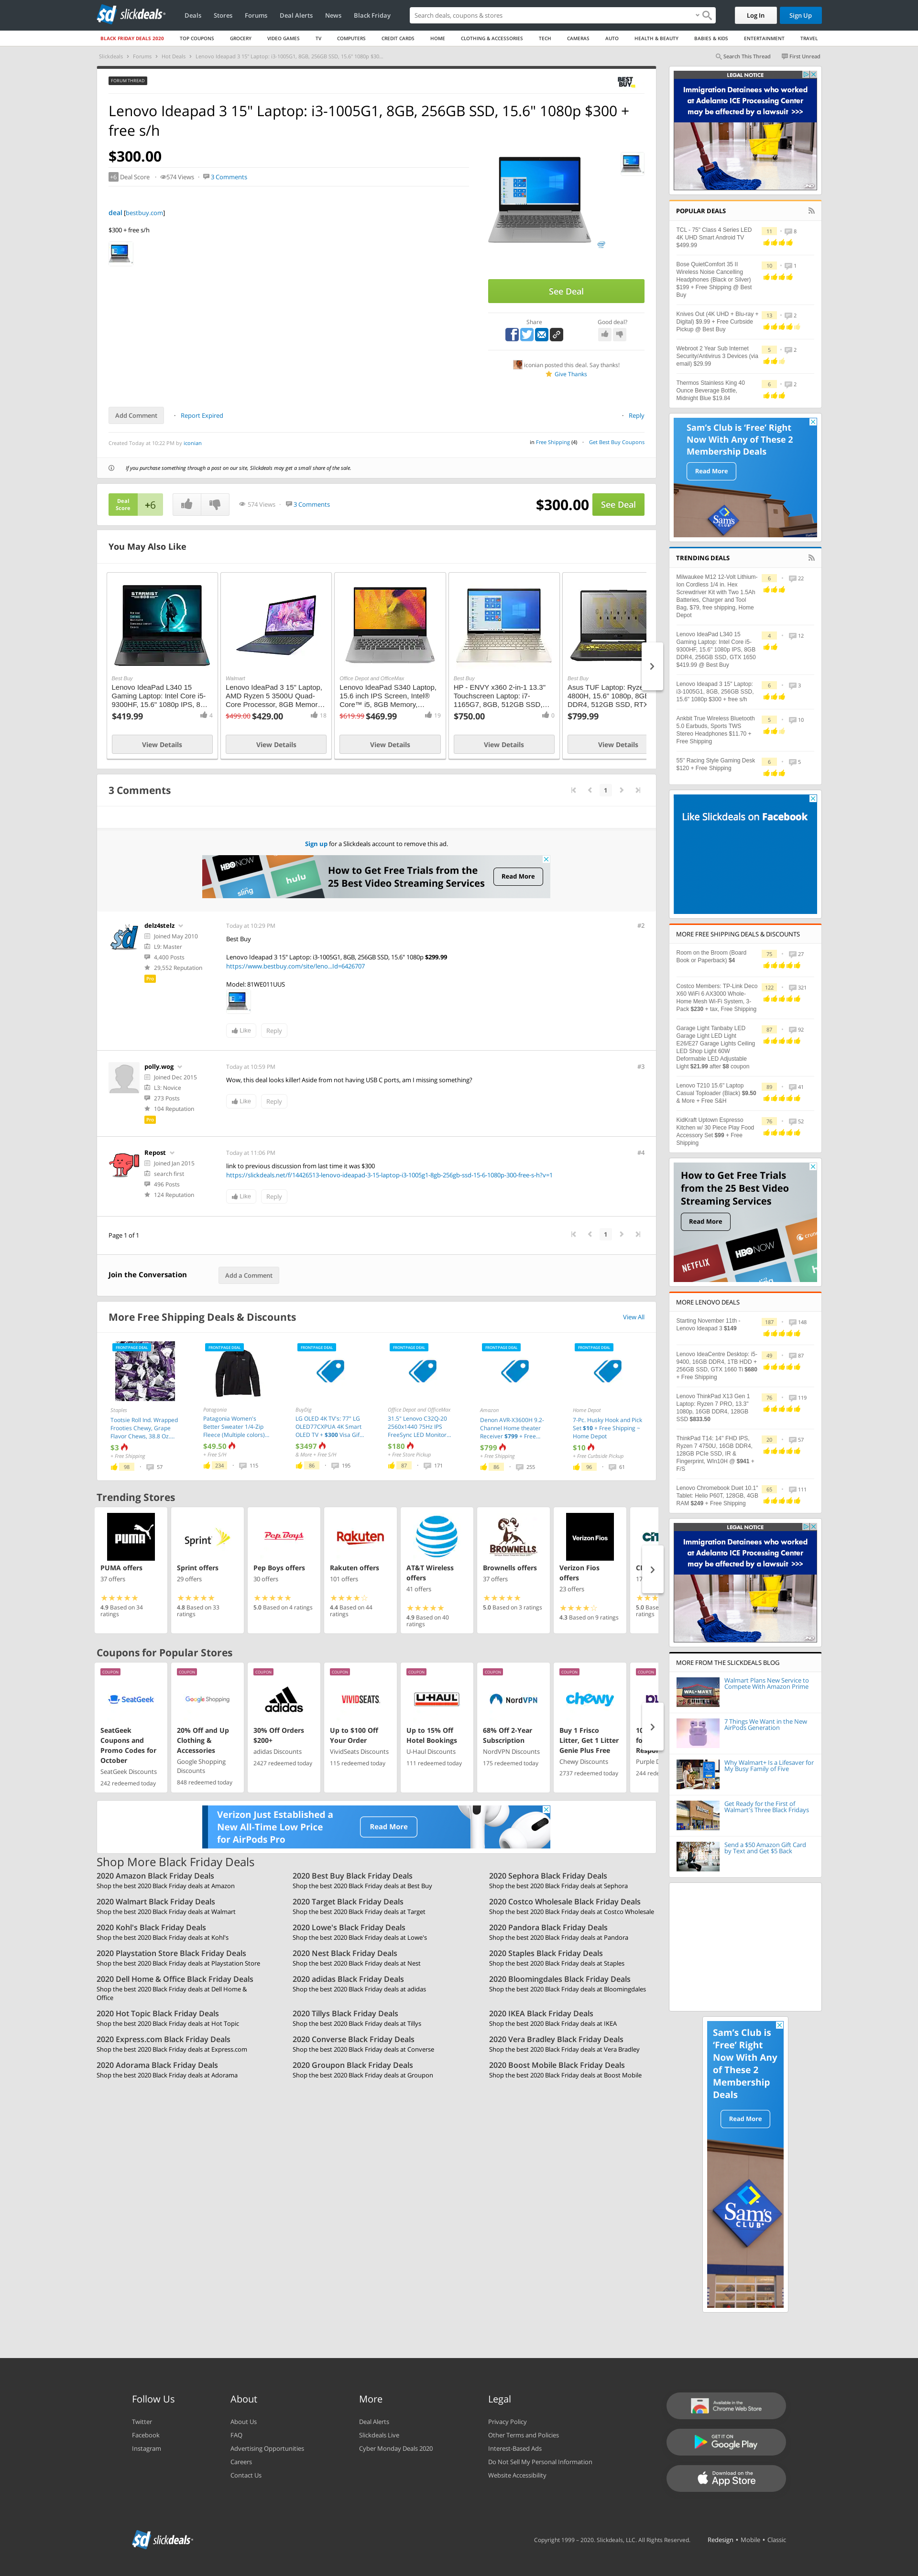 slickdeals
Deals Stores Forums Deal Alerts News Black Friday
Search deals, coupons & stores
Log In Sign Up
BLACK FRIDAY DEALS 2020 TOP COUPONS GROCERY VIDEO GAMES TV COMPUTERS CREDIT CARDS HOME CLOTHING & ACCESSORIES TECH CAMERAS AUTO HEALTH & BEAUTY BABIES & KIDS ENTERTAINMENT TRAVEL
Slickdeals > Forums > Hot Deals > Lenovo Ideapad 3 15" Laptop: i3-1005G1, 8GB, 256GB SSD, 15.6" 1080p $30...
Search This Thread First Unread
FORUM THREAD
BEST BUY
Lenovo Ideapad 3 15" Laptop: i3-1005G1, 8GB, 256GB SSD, 15.6" 1080p $300 +
free s/h
$300.00
+6 Deal Score 574 Views 3 Comments
deal [bestbuy.com]
$300 + free s/h
See Deal
Share Good deal?
iconian posted this deal. Say thanks!
Give Thanks
Add Comment - Report Expired - Reply
Created Today at 10:22 PM by iconian
in Free Shipping (4) Get Best Buy Coupons
If you purchase something through a post on our site, Slickdeals may get a small share of the sale.
Deal
Score
+6
574 Views 3 Comments
$300.00 See Deal
You May Also Like
Best Buy
Lenovo IdeaPad L340 15
Gaming Laptop: Intel Core i5-
9300HF, 15.6" 1080p IPS, 8...
$419.99 4
View Details
Walmart
Lenovo IdeaPad 3 15" Laptop,
AMD Ryzen 5 3500U Quad-
Core Processor, 8GB Memor...
$499.00 $429.00 18
View Details
Office Depot and OfficeMax
Lenovo IdeaPad S340 Laptop,
15.6 inch IPS Screen, Intel®
Core™ i5, 8GB Memory,...
$619.99 $469.99 19
View Details
Best Buy
HP - ENVY x360 2-in-1 13.3"
Touchscreen Laptop: i7-
1165G7, 8GB, 512GB SSD,...
$750.00 0
View Details
Best Buy
Asus TUF Laptop: Ryze
4800H, 15.6" 1080p, 8GB
DDR4, 512GB SSD, RTX
$799.99
View Details
3 Comments
1
Sign up for a Slickdeals account to remove this ad.
HBO NOW
sling
hulu
How to Get Free Trials from the
25 Best Video Streaming Services
Read More
delz4stelz
Joined May 2010
L9: Master
4,400 Posts
29,552 Reputation
Pro
Today at 10:29 PM #2
Best Buy
Lenovo Ideapad 3 15" Laptop: i3-1005G1, 8GB, 256GB SSD, 15.6" 1080p $299.99
https://www.bestbuy.com/site/leno...Id=6426707
Model: 81WE011UUS
Like Reply
polly.wog
Joined Dec 2015
L3: Novice
273 Posts
104 Reputation
Pro
Today at 10:59 PM #3
Wow, this deal looks killer! Aside from not having USB C ports, am I missing something?
Like Reply
Repost
Joined Jan 2015
search first
496 Posts
124 Reputation
Today at 11:06 PM #4
link to previous discussion from last time it was $300
https://slickdeals.net/f/14426513-lenovo-ideapad-3-15-laptop-i3-1005g1-8gb-256gb-ssd-15-6-1080p-300-free-s-h?v=1
Like Reply
Page 1 of 1
1
Join the Conversation Add a Comment
More Free Shipping Deals & Discounts View All
FRONTPAGE DEAL
Staples
Tootsie Roll Ind. Wrapped
Frooties Chewy, Grape
Flavor Chews, 38.8 Oz....
$3
+ Free Shipping
98 57
FRONTPAGE DEAL
Patagonia
Patagonia Women's
Better Sweater 1/4-Zip
Fleece (Multiple colors)...
$49.50
+ Free S/H
234 115
FRONTPAGE DEAL
BuyDig
LG OLED 4K TV's: 77" LG
OLED77CXPUA 4K Smart
OLED TV + $300 Visa Gif...
$3497
& More + Free S/H
86 195
FRONTPAGE DEAL
Office Depot and OfficeMax
31.5" Lenovo C32Q-20
2560x1440 75Hz IPS
FreeSync LED Monitor...
$180
+ Free Store Pickup
87 171
FRONTPAGE DEAL
Amazon
Denon AVR-X3600H 9.2-
Channel Home theater
Receiver $799 + Free...
$799
+ Free Shipping
86 255
FRONTPAGE DEAL
Home Depot
7-Pc. Husky Hook and Pick
Set $10 + Free Shipping ~
Home Depot
$10
+ Free Curbside Pickup
96 61
Trending Stores
PUMA
PUMA offers
37 offers
4.9 Based on 34
ratings
Sprint
Sprint offers
29 offers
4.8 Based on 33
ratings
Pep Boys
Pep Boys offers
30 offers
5.0 Based on 4 ratings
Rakuten
Rakuten offers
101 offers
4.4 Based on 44
ratings
AT&T Wireless
offers
41 offers
4.9 Based on 40
ratings
BROWNELLS
Brownells offers
37 offers
5.0 Based on 3 ratings
Verizon Fios
Verizon Fios
offers
23 offers
4.3 Based on 9 ratings
5.0 Base
ratings
Coupons for Popular Stores
COUPON
SeatGeek
SeatGeek
Coupons and
Promo Codes for
October
SeatGeek Discounts
242 redeemed today
COUPON
Google Shopping
20% Off and Up
Clothing &
Accessories
Google Shopping
Discounts
848 redeemed today
COUPON
adidas
30% Off Orders
$200+
adidas Discounts
2427 redeemed today
COUPON
VIVIDSEATS
Up to $100 Off
Your Order
VividSeats Discounts
115 redeemed today
COUPON
U-HAUL
Up to 15% Off
Hotel Bookings
U-Haul Discounts
111 redeemed today
COUPON
NordVPN
68% Off 2-Year
Subscription
NordVPN Discounts
175 redeemed today
COUPON
chewy
Buy 1 Frisco
Litter, Get 1 Litter
Genie Plus Free
Chewy Discounts
2737 redeemed today
COUPON
Verizon Just Established a
New All-Time Low Price
for AirPods Pro
Read More
Shop More Black Friday Deals
2020 Amazon Black Friday Deals
Shop the best 2020 Black Friday deals at Amazon
2020 Best Buy Black Friday Deals
Shop the best 2020 Black Friday deals at Best Buy
2020 Sephora Black Friday Deals
Shop the best 2020 Black Friday deals at Sephora
2020 Walmart Black Friday Deals
Shop the best 2020 Black Friday deals at Walmart
2020 Target Black Friday Deals
Shop the best 2020 Black Friday deals at Target
2020 Costco Wholesale Black Friday Deals
Shop the best 2020 Black Friday deals at Costco Wholesale
2020 Kohl's Black Friday Deals
Shop the best 2020 Black Friday deals at Kohl's
2020 Lowe's Black Friday Deals
Shop the best 2020 Black Friday deals at Lowe's
2020 Pandora Black Friday Deals
Shop the best 2020 Black Friday deals at Pandora
2020 Playstation Store Black Friday Deals
Shop the best 2020 Black Friday deals at Playstation Store
2020 Nest Black Friday Deals
Shop the best 2020 Black Friday deals at Nest
2020 Staples Black Friday Deals
Shop the best 2020 Black Friday deals at Staples
2020 Dell Home & Office Black Friday Deals
Shop the best 2020 Black Friday deals at Dell Home &
Office
2020 adidas Black Friday Deals
Shop the best 2020 Black Friday deals at adidas
2020 Bloomingdales Black Friday Deals
Shop the best 2020 Black Friday deals at Bloomingdales
2020 Hot Topic Black Friday Deals
Shop the best 2020 Black Friday deals at Hot Topic
2020 Tillys Black Friday Deals
Shop the best 2020 Black Friday deals at Tillys
2020 IKEA Black Friday Deals
Shop the best 2020 Black Friday deals at IKEA
2020 Express.com Black Friday Deals
Shop the best 2020 Black Friday deals at Express.com
2020 Converse Black Friday Deals
Shop the best 2020 Black Friday deals at Converse
2020 Vera Bradley Black Friday Deals
Shop the best 2020 Black Friday deals at Vera Bradley
2020 Adorama Black Friday Deals
Shop the best 2020 Black Friday deals at Adorama
2020 Groupon Black Friday Deals
Shop the best 2020 Black Friday deals at Groupon
2020 Boost Mobile Black Friday Deals
Shop the best 2020 Black Friday deals at Boost Mobile
LEGAL NOTICE
Immigration Detainees who worked
at Adelanto ICE Processing Center
may be affected by a lawsuit >>>
POPULAR DEALS
TCL - 75" Class 4 Series LED
4K UHD Smart Android TV
$499.99
11 8
Bose QuietComfort 35 II
Wireless Noise Cancelling
Headphones (Black or Silver)
$199 + Free Shipping @ Best
Buy
10 1
Knives Out (4K UHD + Blu-ray +
Digital) $9.99 + Free Curbside
Pickup @ Best Buy
13 2
Webroot 2 Year Sub Internet
Security/Antivirus 3 Devices (via
email) $29.99
5 2
Thermos Stainless King 40
Ounce Beverage Bottle,
Midnight Blue $19.84
6 2
Sam's Club is 'Free' Right
Now With Any of These 2
Membership Deals
Read More
Sam's
CLUB
TRENDING DEALS
Milwaukee M12 12-Volt Lithium-
Ion Cordless 1/4 in. Hex
Screwdriver Kit with Two 1.5Ah
Batteries, Charger and Tool
Bag, $79, free shipping, Home
Depot
6 22
Lenovo IdeaPad L340 15
Gaming Laptop: Intel Core i5-
9300HF, 15.6" 1080p IPS, 8GB
DDR4, 256GB SSD, GTX 1650
$419.99 @ Best Buy
4 12
Lenovo Ideapad 3 15" Laptop:
i3-1005G1, 8GB, 256GB SSD,
15.6" 1080p $300 + free s/h
6 3
Ankbit True Wireless Bluetooth
5.0 Earbuds, Sports TWS
Stereo Headphones $11.70 +
Free Shipping
5 10
55" Racing Style Gaming Desk
$120 + Free Shipping
6 5
Like Slickdeals on Facebook
MORE FREE SHIPPING DEALS & DISCOUNTS
Room on the Broom (Board
Book or Paperback) $4
75 27
Costco Members: TP-Link Deco
X60 WiFi 6 AX3000 Whole-
Home Mesh Wi-Fi System, 3-
Pack $230 + tax, Free Shipping
122 321
Garage Light Tanbaby LED
Garage Light LED Light
E26/E27 Garage Lights Ceiling
LED Shop Light 60W
Deformable LED Adjustable
Light $21.99 after $8 coupon
87 92
Lenovo T210 15.6" Laptop
Casual Toploader (Black) $9.50
& More + Free S&H
89 41
KidKraft Uptown Espresso
Kitchen w/ 30 Piece Play Food
Accessory Set $99 + Free
Shipping
76 52
How to Get Free Trials
from the 25 Best Video
Streaming Services
Read More
NETFLIX
HBO NOW
MORE LENOVO DEALS
Starting November 11th -
Lenovo Ideapad 3 $149
187 148
Lenovo IdeaCentre Desktop: i5-
9400, 16GB DDR4, 1TB HDD +
256GB SSD, GTX 1660 Ti $680
+ Free Shipping
49 87
Lenovo ThinkPad X13 Gen 1
Laptop: Ryzen 7 PRO, 13.3"
1080p, 16GB DDR4, 128GB
SSD $833.50
76 119
ThinkPad T14: 14" FHD IPS,
Ryzen 7 4750U, 16GB DDR4,
128GB PCIe SSD, IR &
Fingerprint, WIn10H @ $941 +
F/S
20 57
Lenovo Chromebook Duet 10.1"
Tablet: Helio P60T, 128GB, 4GB
RAM $249 + Free Shipping
65 111
LEGAL NOTICE
Immigration Detainees who worked
at Adelanto ICE Processing Center
may be affected by a lawsuit >>>
MORE FROM THE SLICKDEALS BLOG
Walmart Plans New Service to
Compete With Amazon Prime
7 Things We Want in the New
AirPods Generation
Why Walmart+ Is a Lifesaver for
My Busy Family of Five
Get Ready for the First of
Walmart's Three Black Fridays
Send a $50 Amazon Gift Card
by Text and Get $5 Back
Sam's Club is
'Free' Right
Now With Any
of These 2
Membership
Deals
Read More
Sam's
CLUB
Follow Us
Twitter
Facebook
Instagram
About
About Us
FAQ
Advertising Opportunities
Careers
Contact Us
More
Deal Alerts
Slickdeals Live
Cyber Monday Deals 2020
Legal
Privacy Policy
Other Terms and Policies
Interest-Based Ads
Do Not Sell My Personal Information
Website Accessibility
Available in the
Chrome Web Store
GET IT ON
Google Play
Download on the
App Store
slickdeals
Copyright 1999 – 2020. Slickdeals, LLC. All Rights Reserved. Redesign • Mobile • Classic